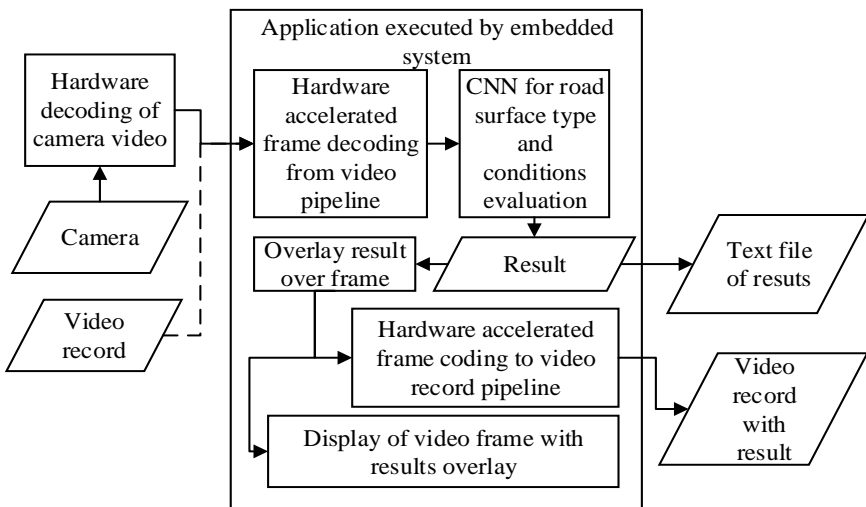 Application executed by embedded
system
Hardware
decoding of
camera video
Hardware
accelerated
frame decoding
from video
pipeline
CNN for road
surface type
and
conditions
evaluation
Camera
Overlay result
over frame
Result
Text file
of resuts
Video
record
Hardware accelerated
frame coding to video
record pipeline
Video
record
with
result
Display of video frame with
results overlay